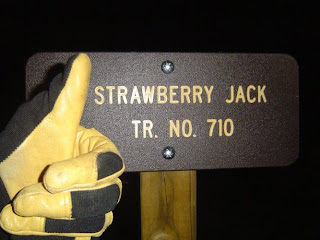 STRAWBERRY JACK
TR. NO. 710